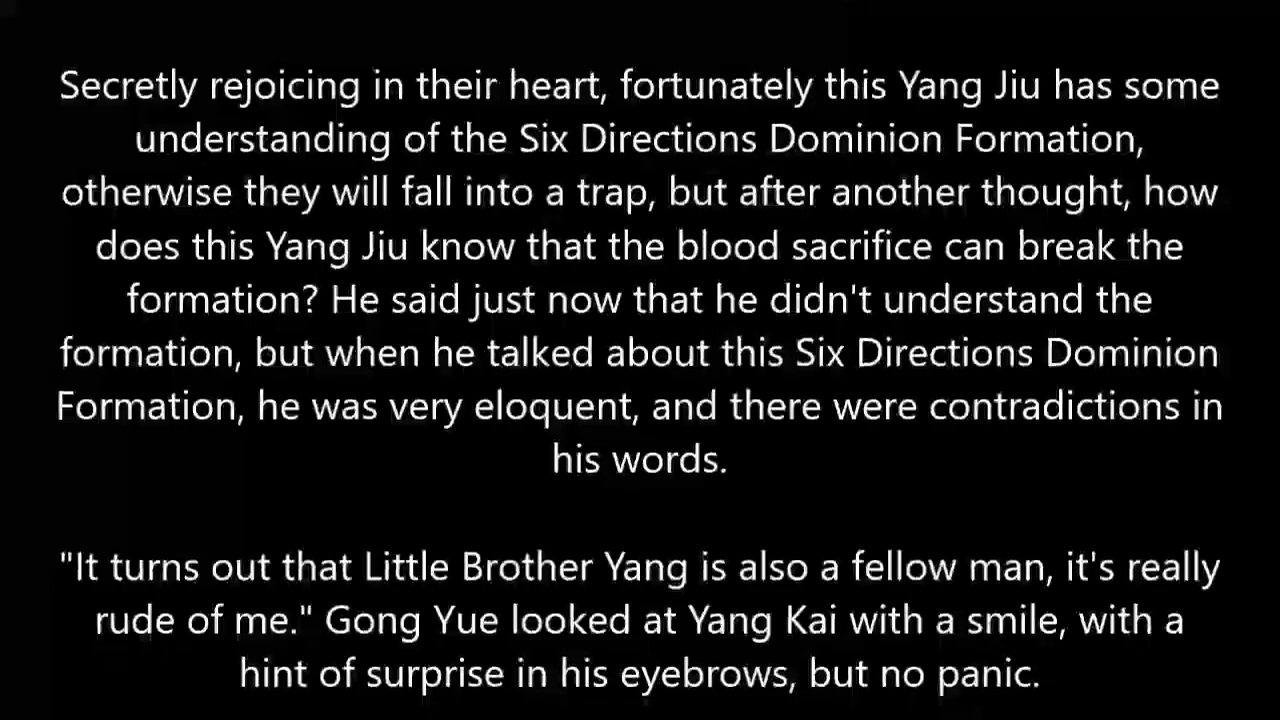 Secretly rejoicing in their heart, fortunately this Yang Jiu has some
understanding of the Six Directions Dominion Formation,
otherwise they will fall into a trap, but after another thought, how
does this Yang Jiu know that the blood sacrifice can break the
formation? He said just now that he didn't understand the
formation, but when he talked about this Six Directions Dominion
Formation, he was very eloquent, and there were contradictions in
his words.
"It turns out that Little Brother Yang is also a fellow man, it's really
rude of me." Gong Yue looked at Yang Kai with a smile, with a
hint of surprise in his eyebrows, but no panic.